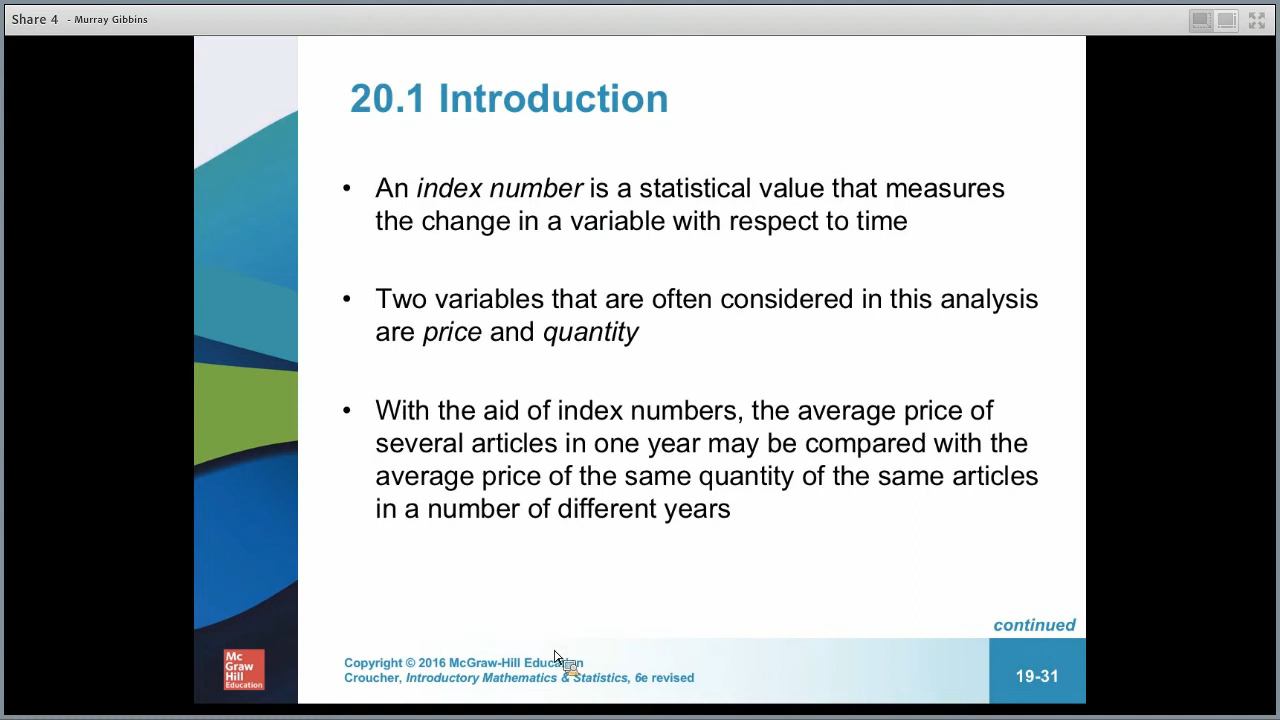 Share 4 - Murray Gibbins
20.1 Introduction
• An index number is a statistical value that measures
the change in a variable with respect to time
• Two variables that are often considered in this analysis
are price and quantity
• With the aid of index numbers, the average price of
several articles in one year may be compared with the
average price of the same quantity of the same articles
in a number of different years
continued
Mc
Graw
Hill
Education
Copyright © 2016 McGraw-Hill Education
Croucher, Introductory Mathematics & Statistics, 6e revised
19-31